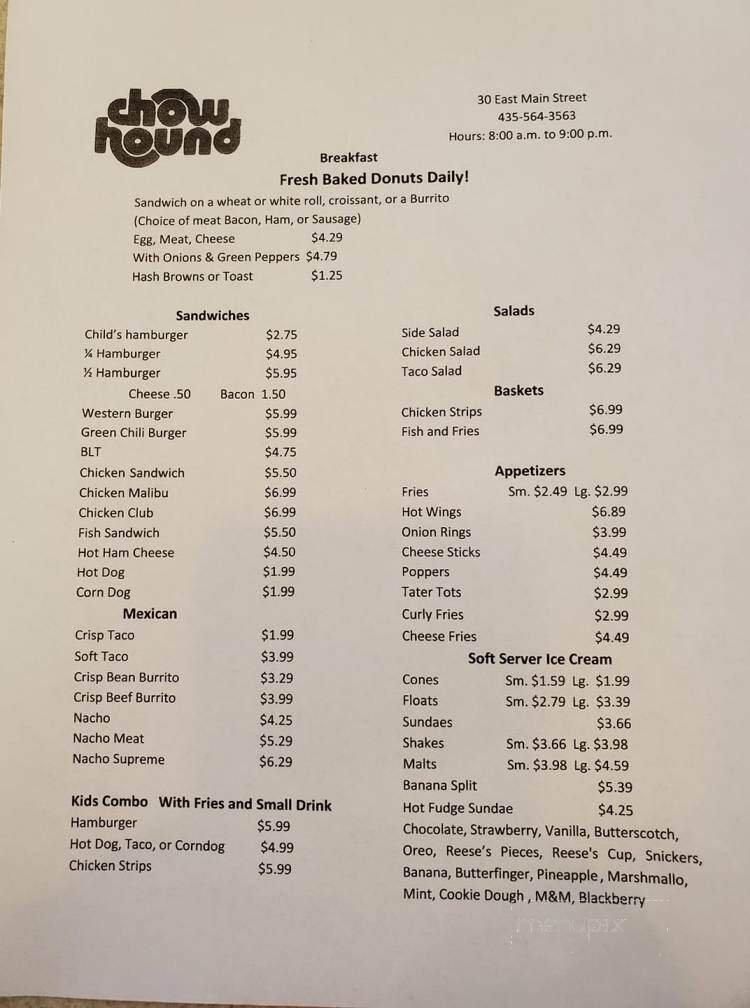 chow
hound
30 East Main Street
435-564-3563
Hours: 8:00 a.m. to 9:00 p.m.
Breakfast
Fresh Baked Donuts Daily!
Sandwich on a wheat or white roll, croissant, or a Burrito
(Choice of meat Bacon, Ham, or Sausage)
Egg, Meat, Cheese $4.29
With Onions & Green Peppers $4.79
Hash Browns or Toast $1.25
Sandwiches
Child's hamburger $2.75
¼ Hamburger $4.95
½ Hamburger $5.95
Cheese .50 Bacon 1.50
Western Burger $5.99
Green Chili Burger $5.99
BLT $4.75
Chicken Sandwich $5.50
Chicken Malibu $6.99
Chicken Club $6.99
Fish Sandwich $5.50
Hot Ham Cheese $4.50
Hot Dog $1.99
Corn Dog $1.99
Mexican
Crisp Taco $1.99
Soft Taco $3.99
Crisp Bean Burrito $3.29
Crisp Beef Burrito $3.99
Nacho $4.25
Nacho Meat $5.29
Nacho Supreme $6.29
Kids Combo With Fries and Small Drink
Hamburger $5.99
Hot Dog, Taco, or Corndog $4.99
Chicken Strips $5.99
Salads
Side Salad $4.29
Chicken Salad $6.29
Taco Salad $6.29
Baskets
Chicken Strips $6.99
Fish and Fries $6.99
Appetizers
Fries Sm. $2.49 Lg. $2.99
Hot Wings $6.89
Onion Rings $3.99
Cheese Sticks $4.49
Poppers $4.49
Tater Tots $2.99
Curly Fries $2.99
Cheese Fries $4.49
Soft Server Ice Cream
Cones Sm. $1.59 Lg. $1.99
Floats Sm. $2.79 Lg. $3.39
Sundaes $3.66
Shakes Sm. $3.66 Lg. $3.98
Malts Sm. $3.98 Lg. $4.59
Banana Split $5.39
Hot Fudge Sundae $4.25
Chocolate, Strawberry, Vanilla, Butterscotch,
Oreo, Reese's Pieces, Reese's Cup, Snickers,
Banana, Butterfinger, Pineapple, Marshmallo,
Mint, Cookie Dough , M&M, Blackberry
menupix